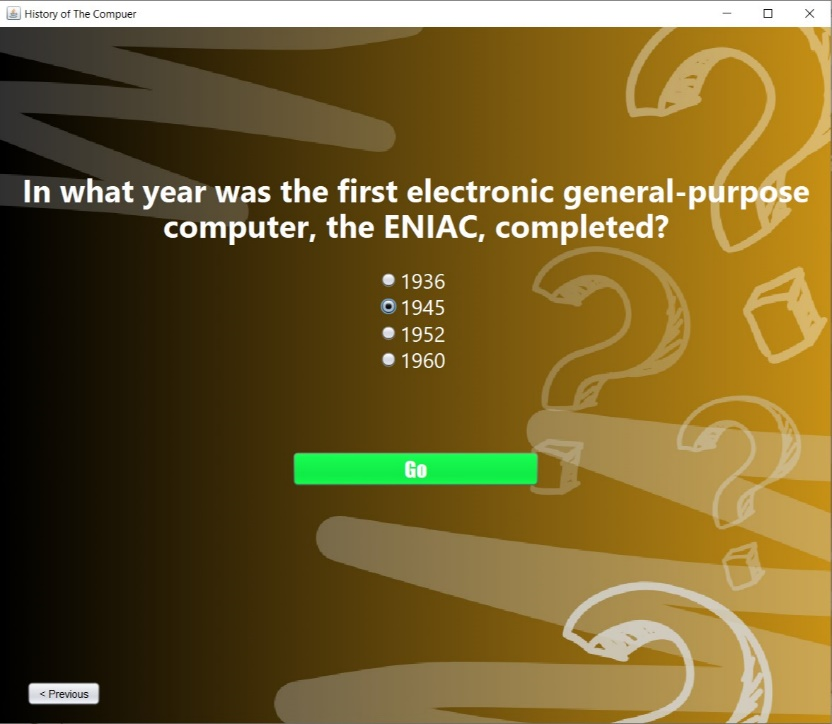 History of The Compuer
In what year was the first electronic general-purpose
computer, the ENIAC, completed?
1936
1945
1952
1960
Go
< Previous